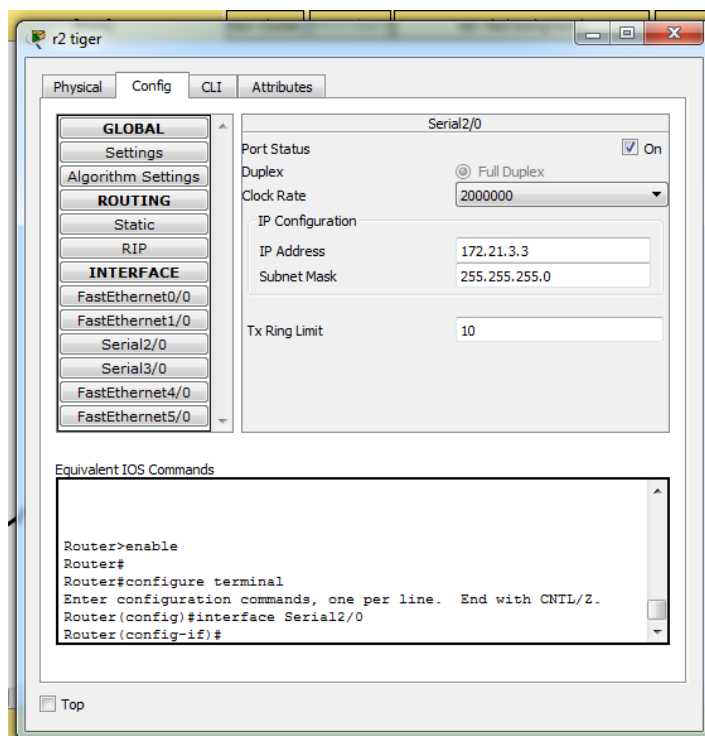 r2 tiger
Physical Config CLI Attributes
GLOBAL
Settings
Algorithm Settings
ROUTING
Static
RIP
INTERFACE
FastEthernet0/0
FastEthernet1/0
Serial2/0
Serial3/0
FastEthernet4/0
FastEthernet5/0
Serial2/0
Port Status On
Duplex Full Duplex
Clock Rate 2000000
IP Configuration
IP Address 172.21.3.3
Subnet Mask 255.255.255.0
Tx Ring Limit 10
Equivalent IOS Commands
Router>enable
Router#
Router#configure terminal
Enter configuration commands, one per line.  End with CNTL/Z.
Router(config)#interface Serial2/0
Router(config-if)#
Top